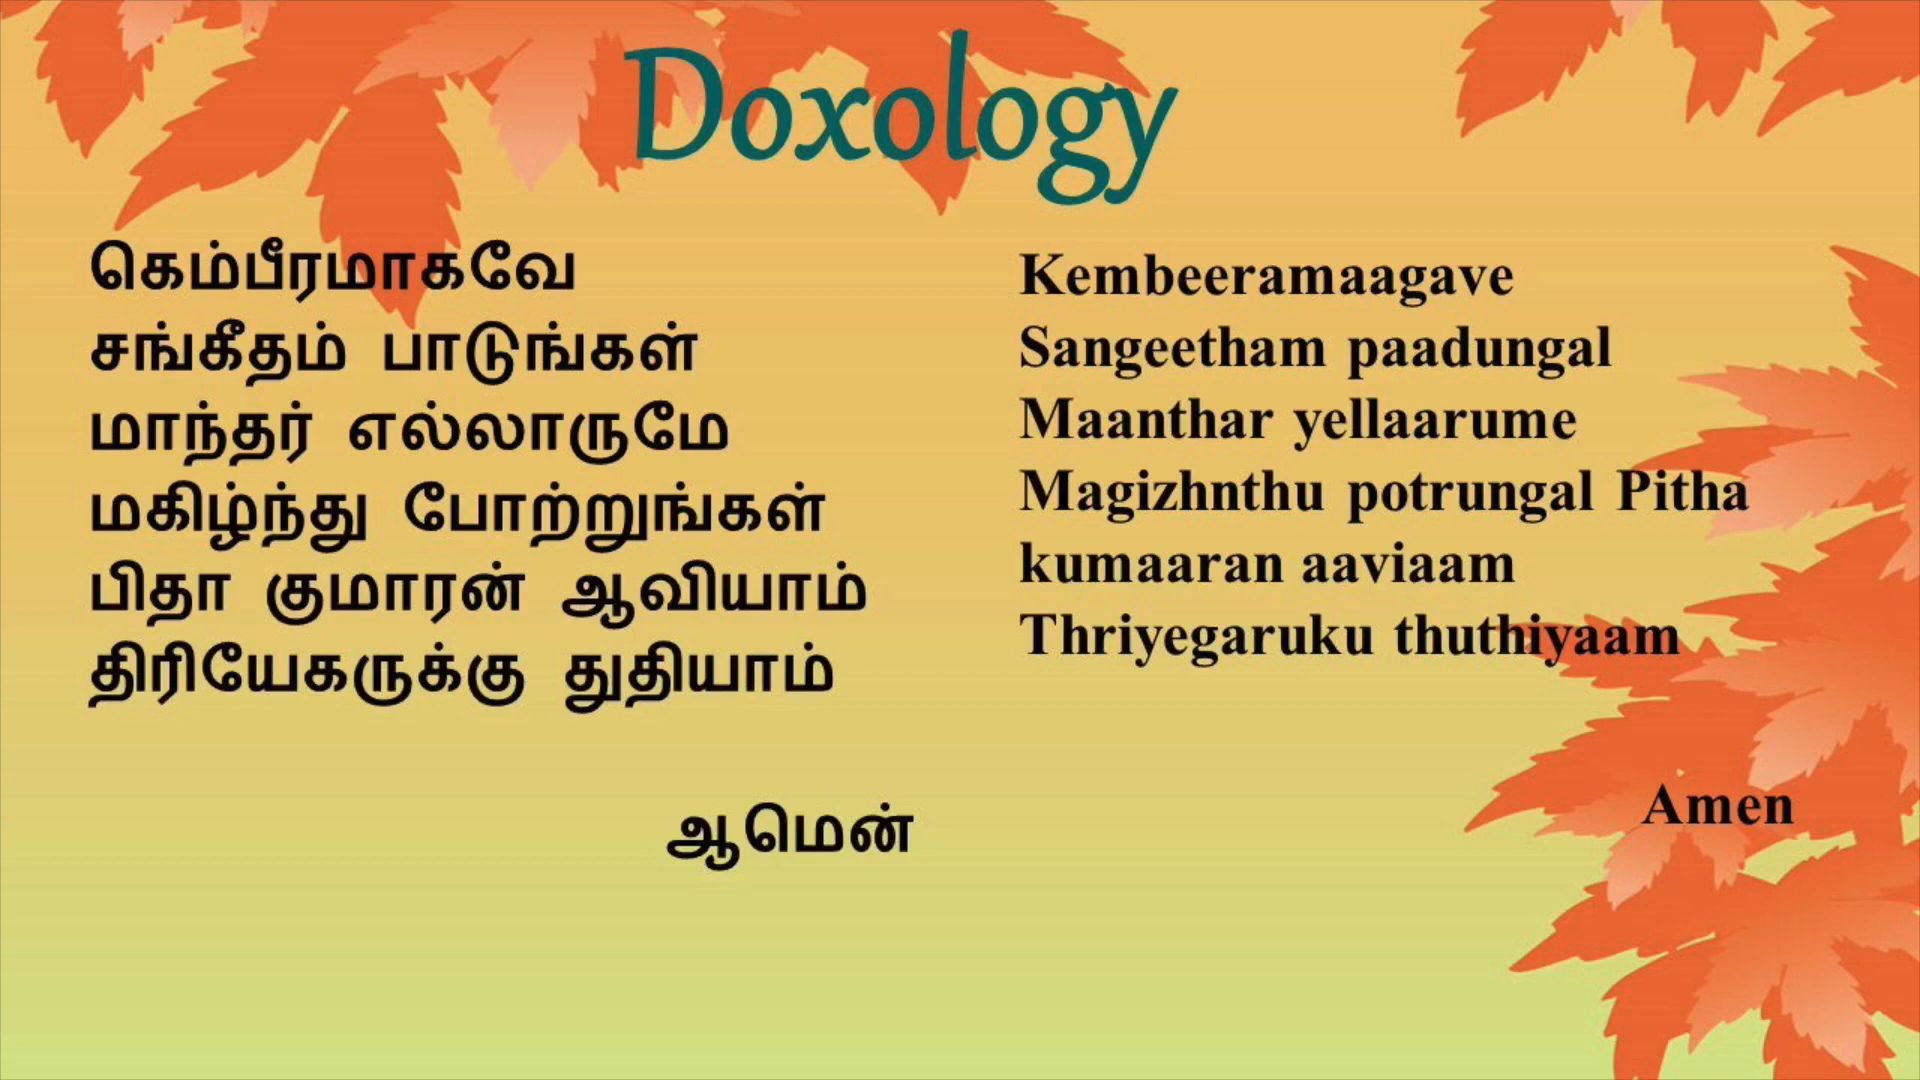 Doxology
கெம்பீரமாகவே
சங்கீதம் பாடுங்கள்
மாந்தர் எல்லாருமே
மகிழ்ந்து போற்றுங்கள்
பிதா குமாரன் ஆவியாம்
திரியேகருக்கு துதியாம்
ஆமென்
Kembeeramaagave
Sangeetham paadungal
Maanthar yellaarume
Magizhnthu potrungal Pitha
kumaaran aaviaam
Thriyegaruku thuthiyaam
Amen